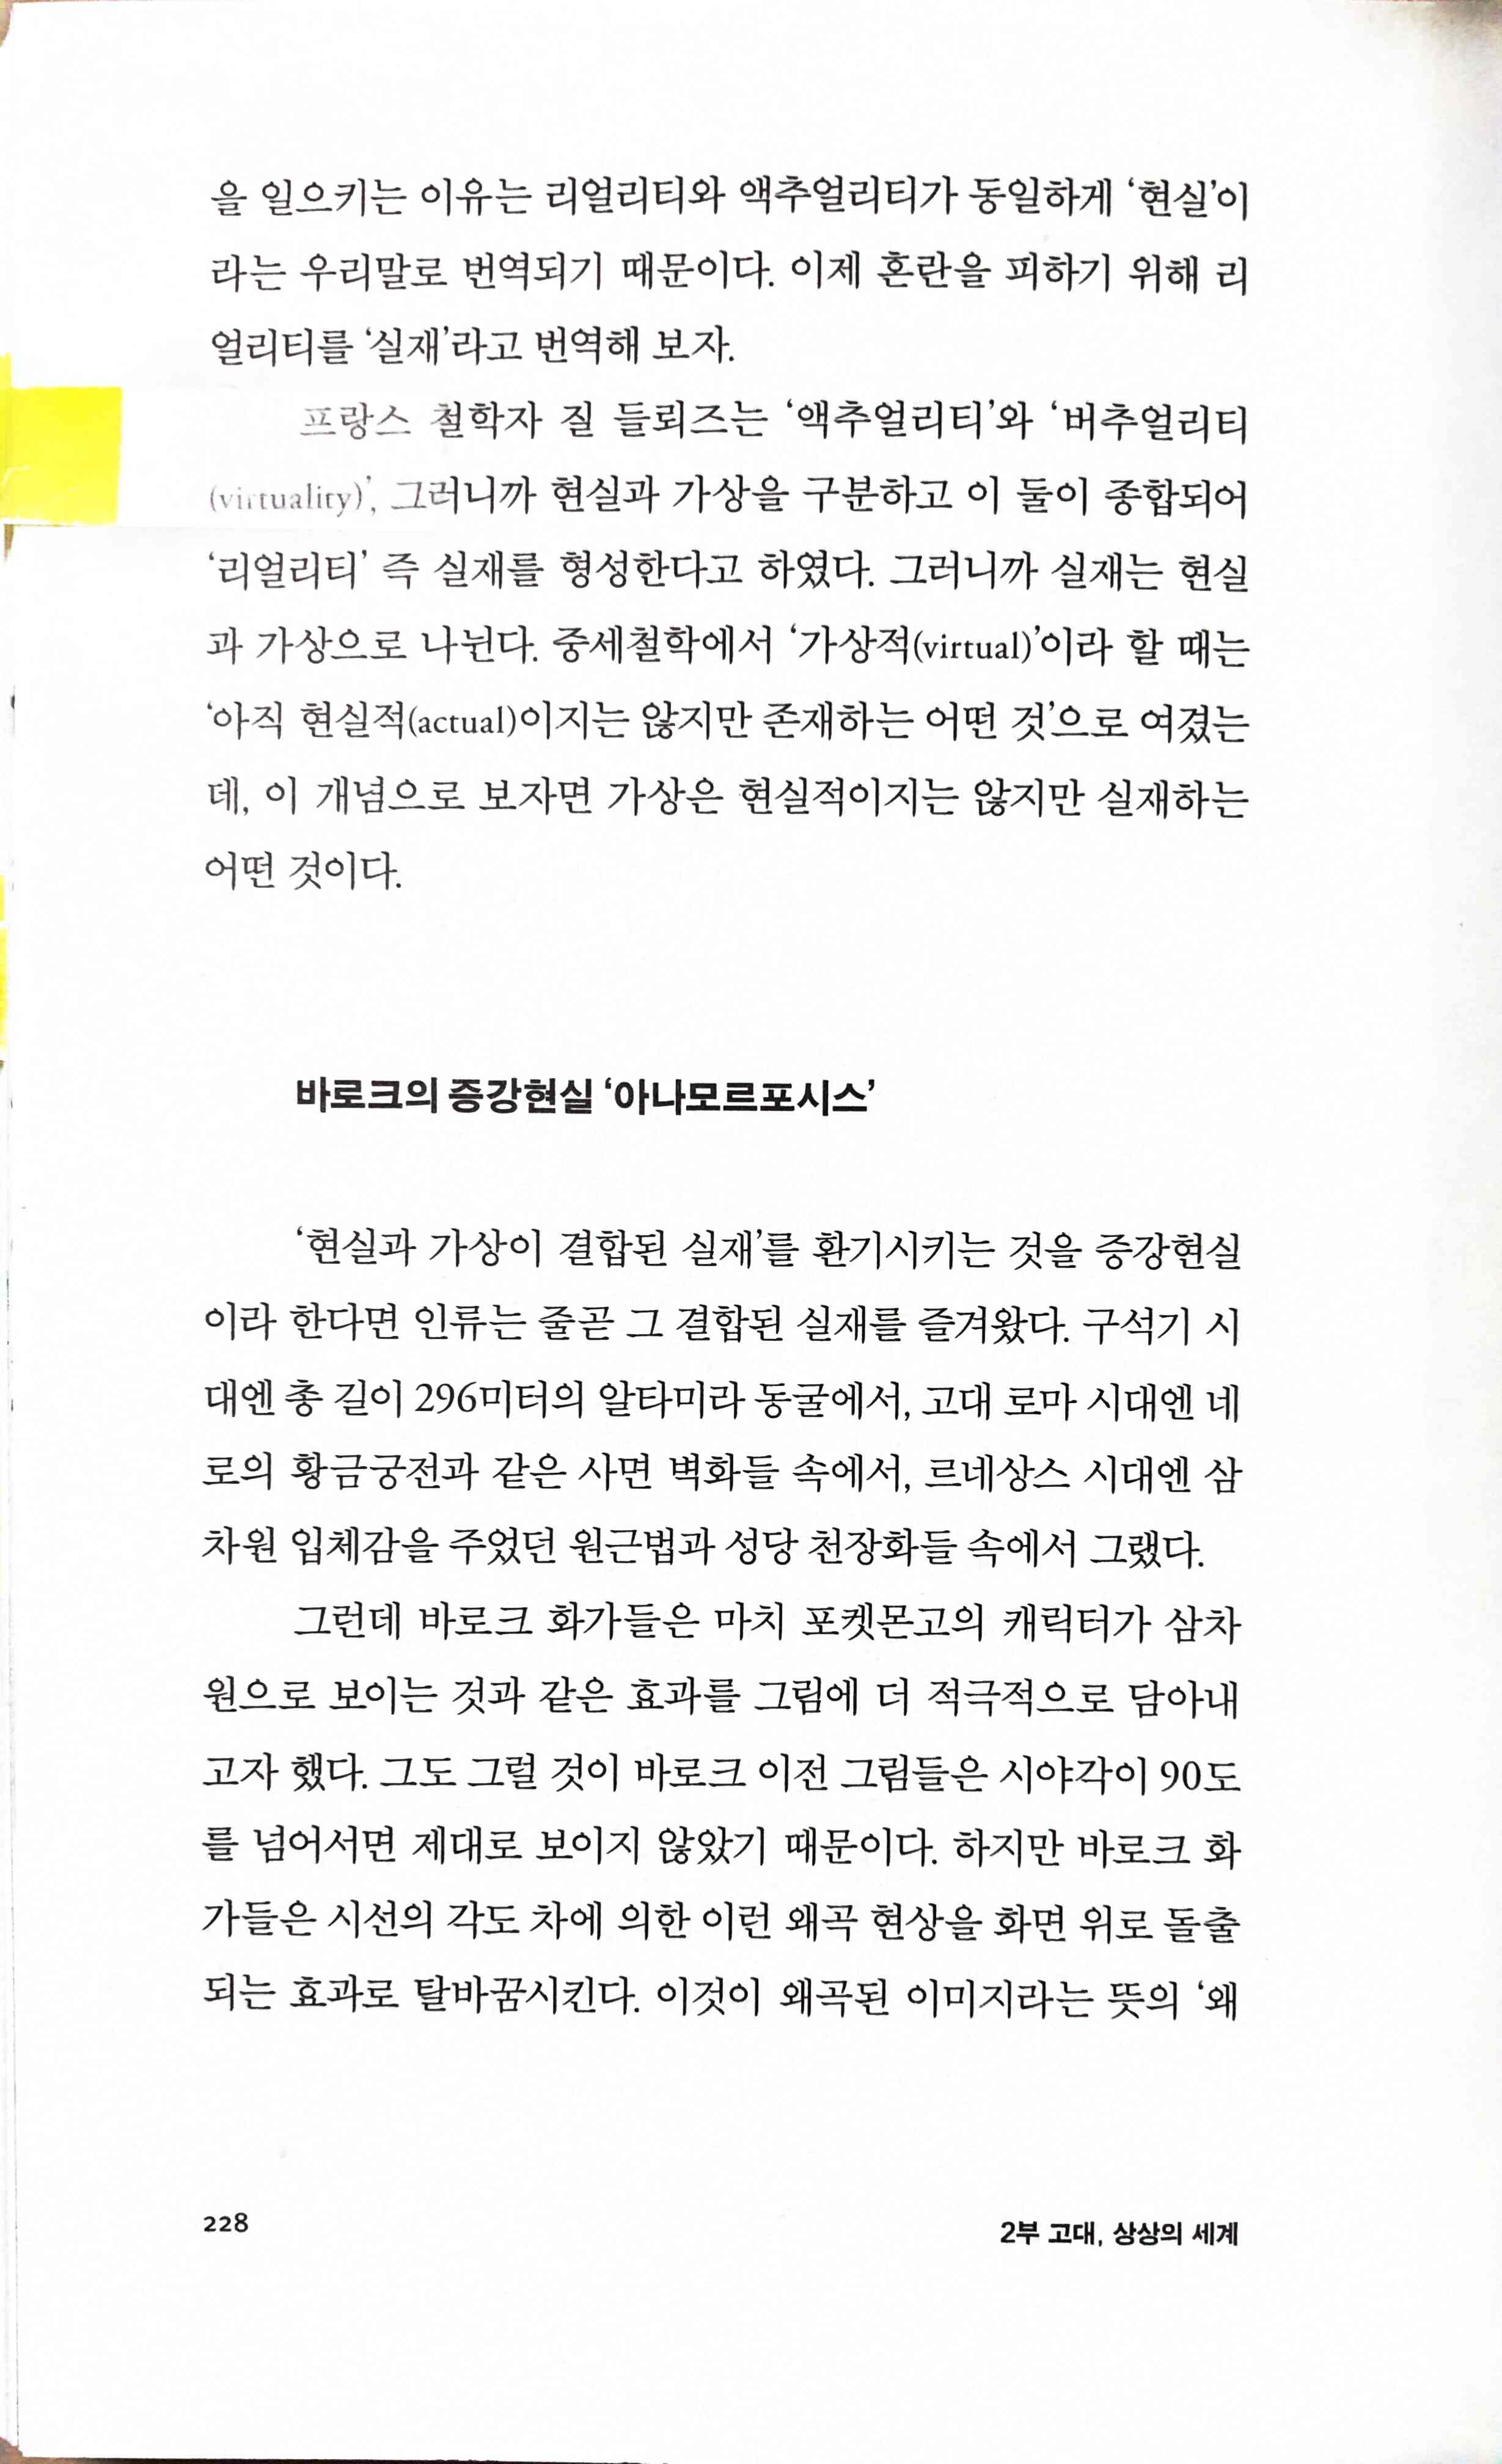 을 일으키는 이유는 리얼리티와 액추얼리티가 동일하게 ‘현실’이
라는 우리말로 번역되기 때문이다. 이제 혼란을 피하기 위해 리
얼리티를 ‘실재’라고 번역해 보자.
프랑스 철학자 질 들뢰즈는 ‘액추얼리티’와 ‘버추얼리티
(virtuality)’, 그러니까 현실과 가상을 구분하고 이 둘이 종합되어
‘리얼리티’ 즉 실재를 형성한다고 하였다. 그러니까 실재는 현실
과 가상으로 나뉜다. 중세철학에서 ‘가상적(virtual)’이라 할 때는
‘아직 현실적(actual)이지는 않지만 존재하는 어떤 것’으로 여겼는
데, 이 개념으로 보자면 가상은 현실적이지는 않지만 실재하는
어떤 것이다.
바로크의 증강현실 ‘아나모르포시스’
‘현실과 가상이 결합된 실재’를 환기시키는 것을 증강현실
이라 한다면 인류는 줄곧 그 결합된 실재를 즐겨왔다. 구석기 시
대엔 총 길이 296미터의 알타미라 동굴에서, 고대 로마 시대엔 네
로의 황금궁전과 같은 사면 벽화들 속에서, 르네상스 시대엔 삼
차원 입체감을 주었던 원근법과 성당 천장화들 속에서 그랬다.
그런데 바로크 화가들은 마치 포켓몬고의 캐릭터가 삼차
원으로 보이는 것과 같은 효과를 그림에 더 적극적으로 담아내
고자 했다. 그도 그럴 것이 바로크 이전 그림들은 시야각이 90도
를 넘어서면 제대로 보이지 않았기 때문이다. 하지만 바로크 화
가들은 시선의 각도 차에 의한 이런 왜곡 현상을 화면 위로 돌출
되는 효과로 탈바꿈시킨다. 이것이 왜곡된 이미지라는 뜻의 ‘왜
228
2부 고대, 상상의 세계